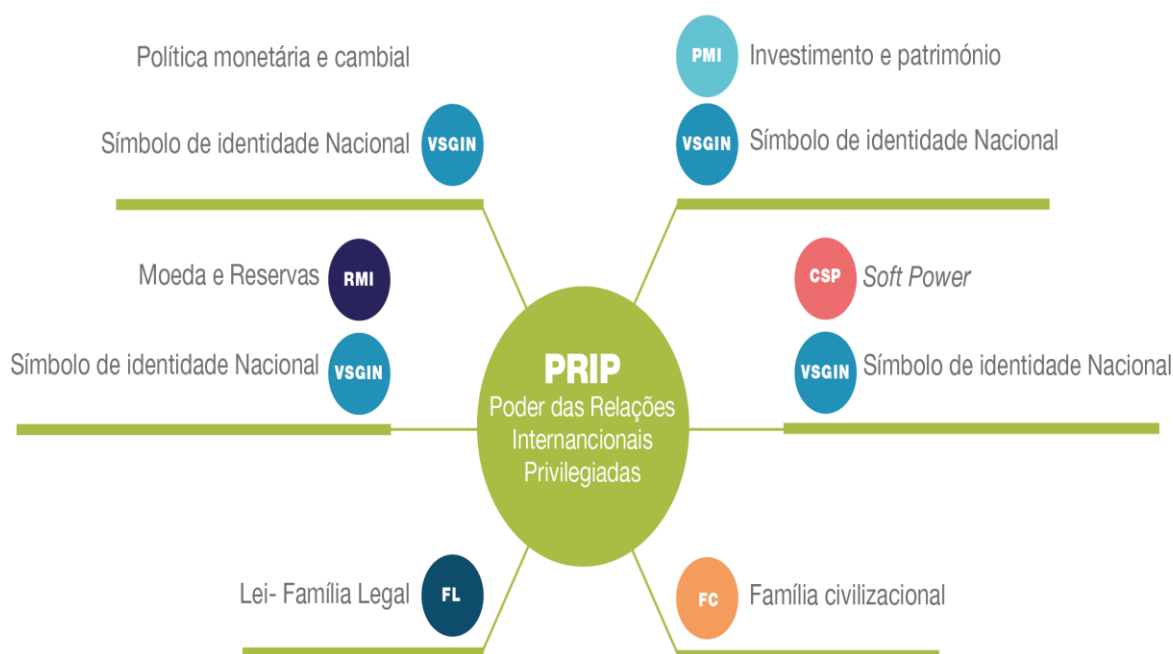 Política monetária e cambial
Símbolo de identidade Nacional VSGIN
PMI Investimento e património
VSGIN Símbolo de identidade Nacional
Moeda e Reservas RMI
Símbolo de identidade Nacional VSGIN
CSP Soft Power
VSGIN Símbolo de identidade Nacional
PRIP
Poder das Relações
Internancionais
Privilegiadas
Lei- Família Legal FL
FC Família civilizacional